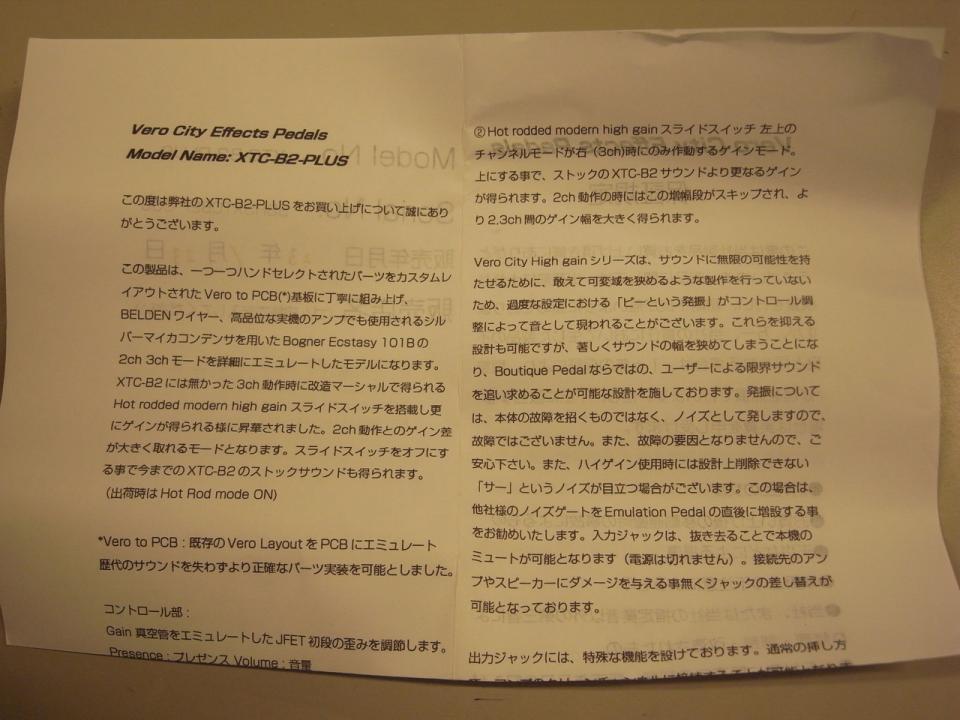 Vero City Effects Pedals
Model Name: XTC-B2-PLUS
この度は弊社の XTC-B2-PLUS をお買い上げについて誠にあり
がとうございます。
この製品は、一つ一つハンドセレクトされたパーツをカスタムレ
イアウトされた Vero to PCB(*)基板に丁寧に組み上げ、
BELDEN ワイヤー、高品位な実機のアンプでも使用されるシル
バーマイカコンデンサを用いた Bogner Ecstasy 101B の
2ch 3ch モードを詳細にエミュレートしたモデルになります。
XTC-B2 には無かった 3ch 動作時に改造マーシャルで得られる
Hot rodded modern high gain スライドスイッチを搭載し更
にゲインが得られる様に昇華されました。2ch 動作とのゲイン差
が大きく取れるモードとなります。スライドスイッチをオフにす
る事で今までの XTC-B2 のストックサウンドも得られます。
(出荷時は Hot Rod mode ON)
*Vero to PCB : 既存の Vero Layout を PCB にエミュレート
歴代のサウンドを失わずより正確なパーツ実装を可能としました。
コントロール部 :
Gain 真空管をエミュレートした JFET 初段の歪みを調節します。
Presence : プレゼンス Volume : 音量
②Hot rodded modern high gain スライドスイッチ 左上の
チャンネルモードが右（3ch)時にのみ作動するゲインモード。
上にする事で、ストックの XTC-B2 サウンドより更なるゲイン
が得られます。2ch 動作の時にはこの増幅段がスキップされ、よ
り 2,3ch 間のゲイン幅を大きく得られます。
Vero City High gain シリーズは、サウンドに無限の可能性を持
たせるために、敢えて可変域を狭めるような製作を行っていない
ため、過度な設定における「ピーという発振」がコントロール調
整によって音として現われることがございます。これらを抑える
設計も可能ですが、著しくサウンドの幅を狭めてしまうことにな
り、Boutique Pedal ならではの、ユーザーによる限界サウンド
を追い求めることが可能な設計を施しております。発振について
は、本体の故障を招くものではなく、ノイズとして発しますので、
故障ではございません。また、故障の要因となりませんので、ご
安心下さい。また、ハイゲイン使用時には設計上削除できない
「サー」というノイズが目立つ場合がございます。この場合は、
他社様のノイズゲートを Emulation Pedal の直後に増設する事
をお勧めいたします。入力ジャックは、抜き去ることで本機の
ミュートが可能となります（電源は切れません）。接続先のアン
プやスピーカーにダメージを与える事無くジャックの差し替えが
可能となっております。
出力ジャックには、特殊な機能を設けております。通常の挿し方